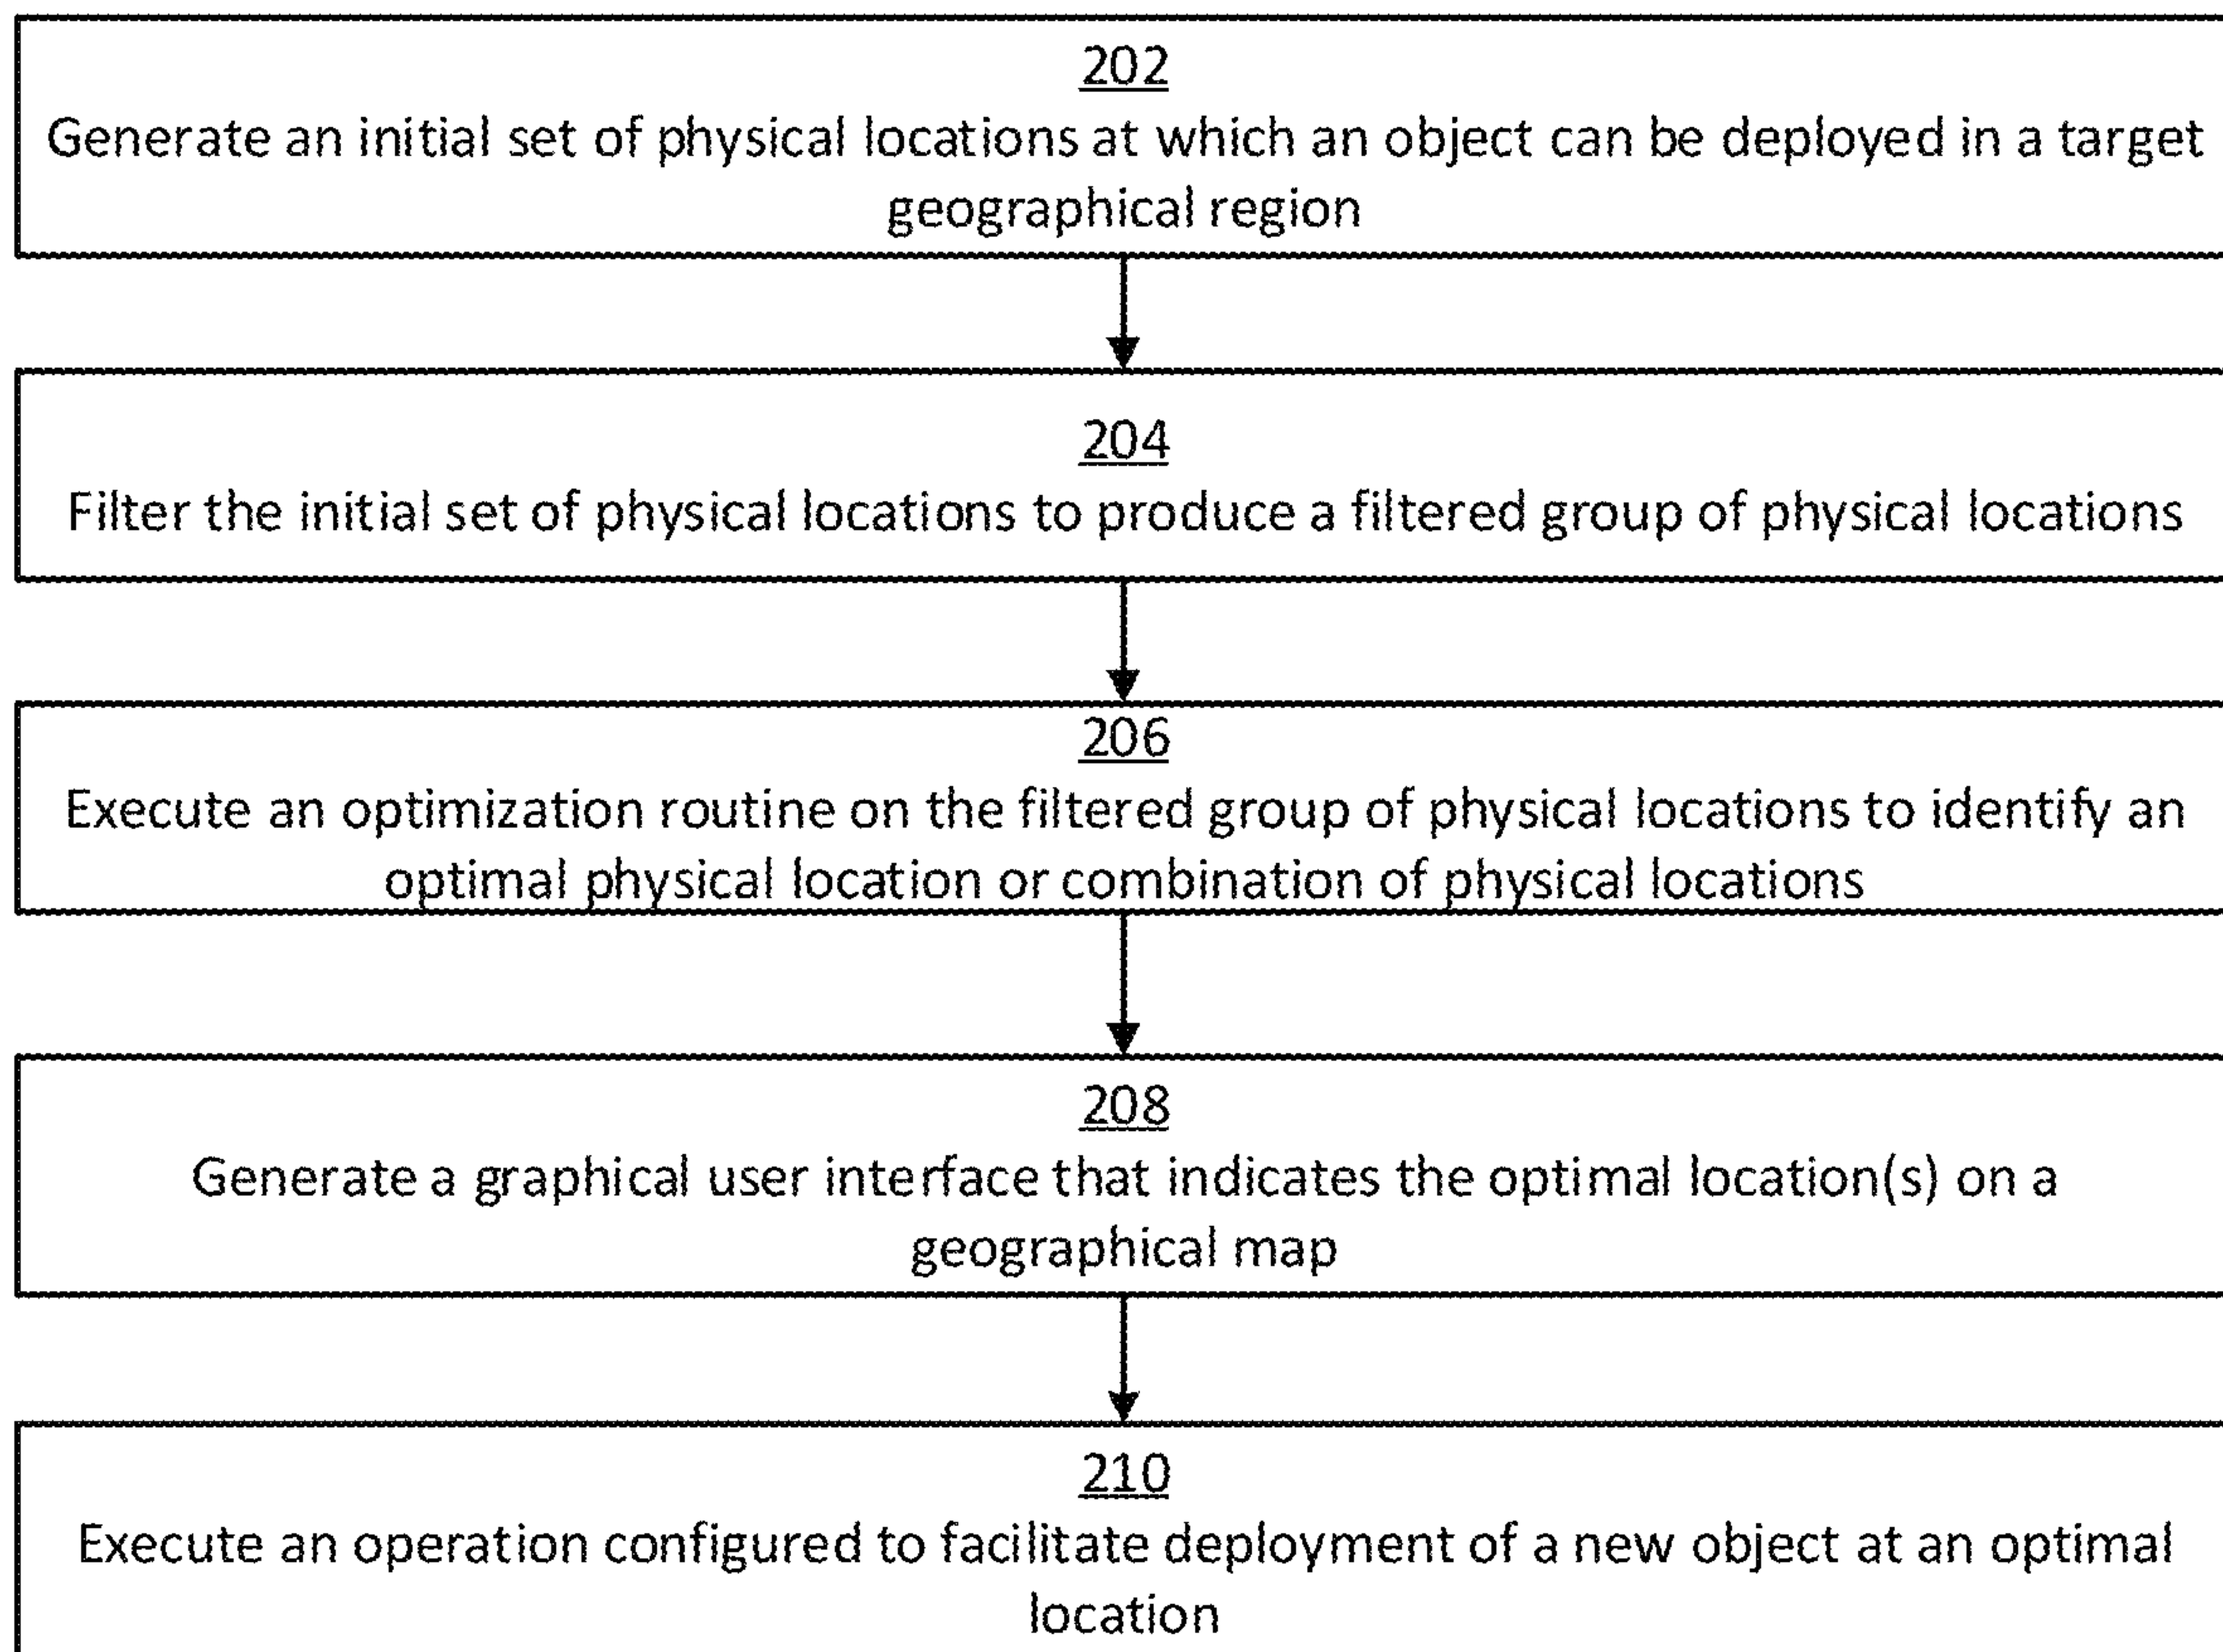 202
Generate an initial set of physical locations at which an object can be deployed in a target
geographical region
204
Filter the initial set of physical locations to produce a filtered group of physical locations
206
Execute an optimization routine on the filtered group of physical locations to identify an
optimal physical location or combination of physical locations
208
Generate a graphical user interface that indicates the optimal location(s) on a
geographical map
210
Execute an operation configured to facilitate deployment of a new object at an optimal
location